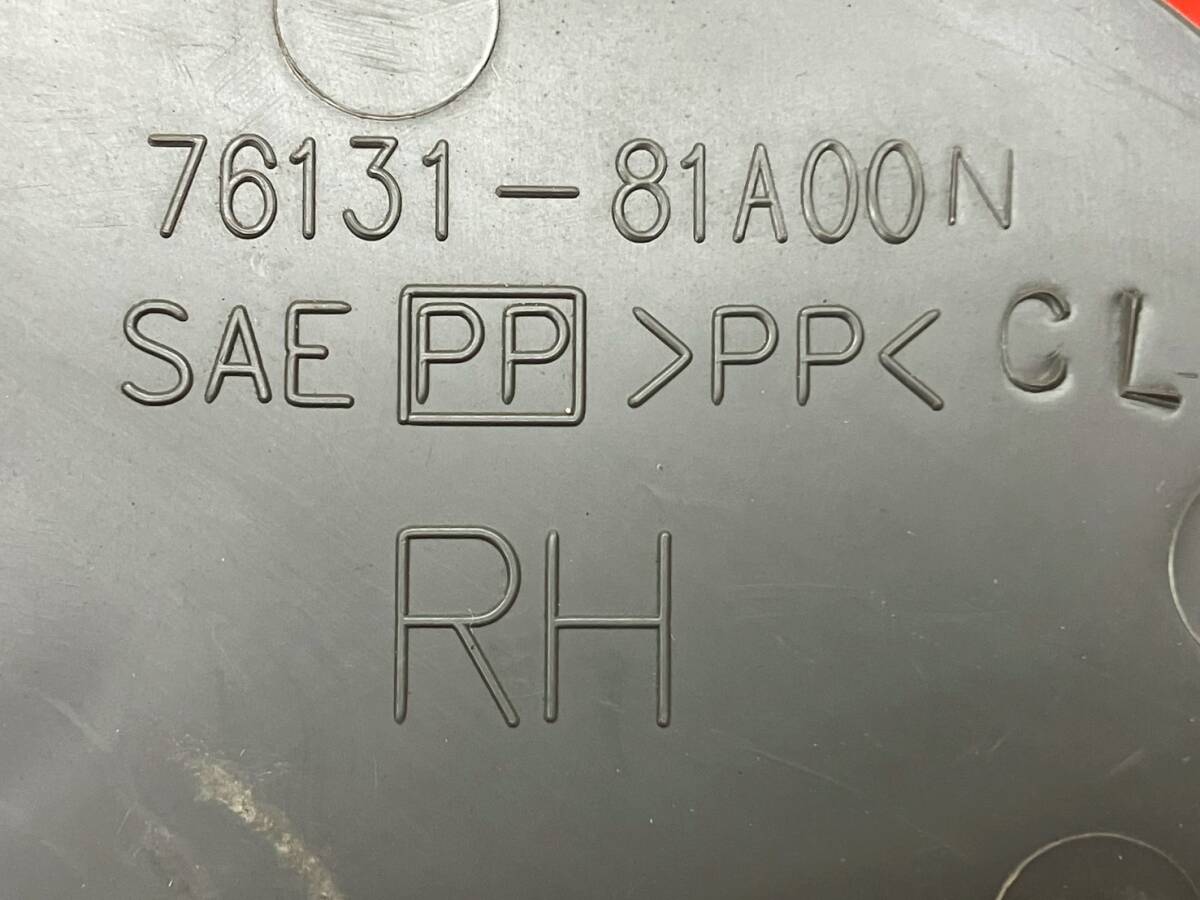 76131-81A00N
SAE PP >PP< CL
RH